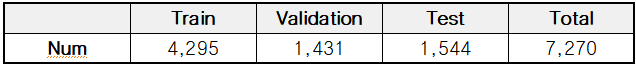 Train Validation Test Total
Num 4,295 1,431 1,544 7,270